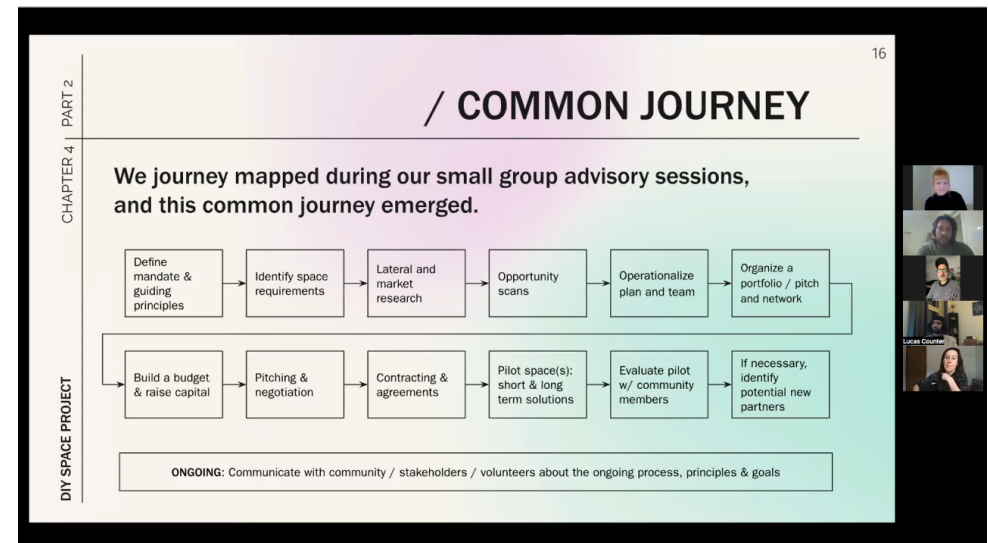 16
CHAPTER 4 | PART 2
/ COMMON JOURNEY
We journey mapped during our small group advisory sessions,
and this common journey emerged.
Define
mandate &
guiding
principles
Identify space
requirements
Lateral and
market
research
Opportunity
scans
Operationalize
plan and team
Organize a
portfolio / pitch
and network
Build a budget
& raise capital
Pitching &
negotiation
Contracting &
agreements
Pilot space(s):
short & long
term solutions
Evaluate pilot
w/ community
members
If necessary,
identify
potential new
partners
ONGOING: Communicate with community / stakeholders / volunteers about the ongoing process, principles & goals
DIY SPACE PROJECT
Lucas Counter